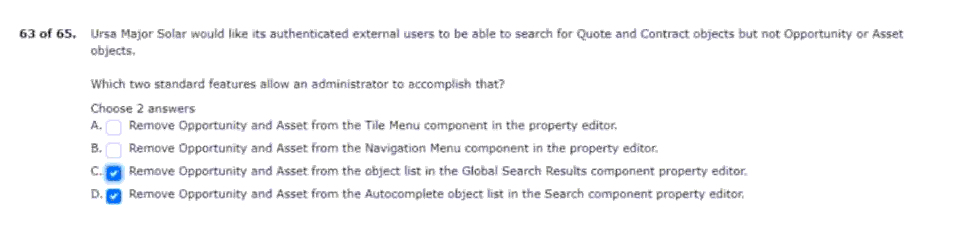 63 of 65. Ursa Major Solar would like its authenticated external users to be able to search for Quote and Contract objects but not Opportunity or Asset
objects.
Which two standard features allow an administrator to accomplish that?
Choose 2 answers
A. Remove Opportunity and Asset from the Tile Menu component in the property editor.
B. Remove Opportunity and Asset from the Navigation Menu component in the property editor.
C. Remove Opportunity and Asset from the object list in the Global Search Results component property editor.
D. Remove Opportunity and Asset from the Autocomplete object list in the Search component property editor.